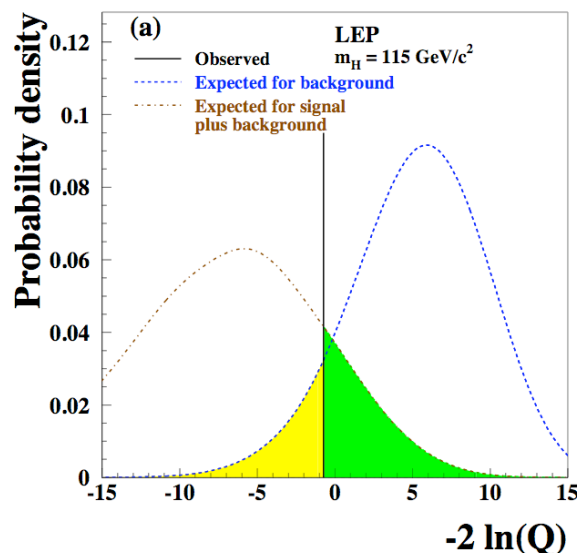 (a)
LEP
m_H = 115 GeV/c²
Observed
Expected for background
Expected for signal
plus background
Probability density
0.12
0.1
0.08
0.06
0.04
0.02
0
-15 -10 -5 0 5 10 15
-2 ln(Q)